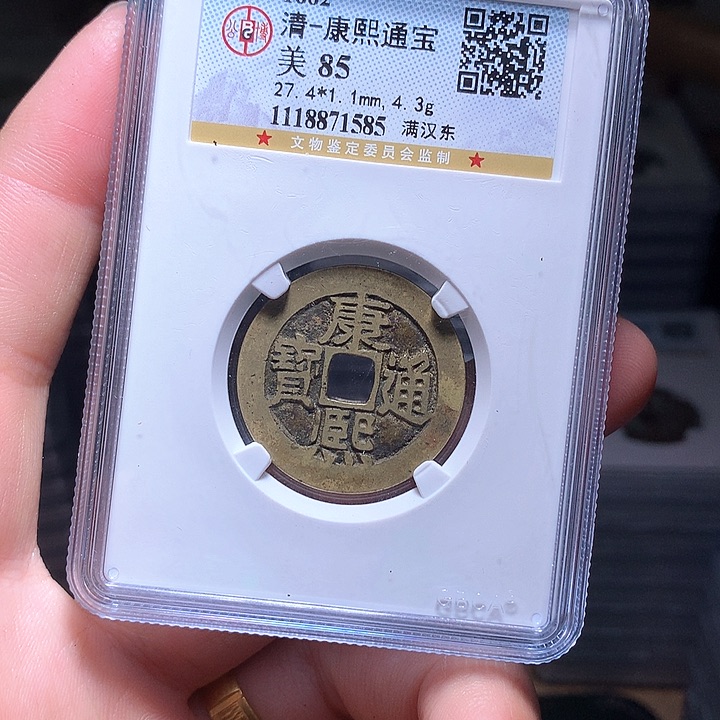 清-康熙通宝
美 85
27.4*1.1mm, 4.3g
1118871585 满汉东
★ 文物鉴定委员会监制 ★
康熙通寶